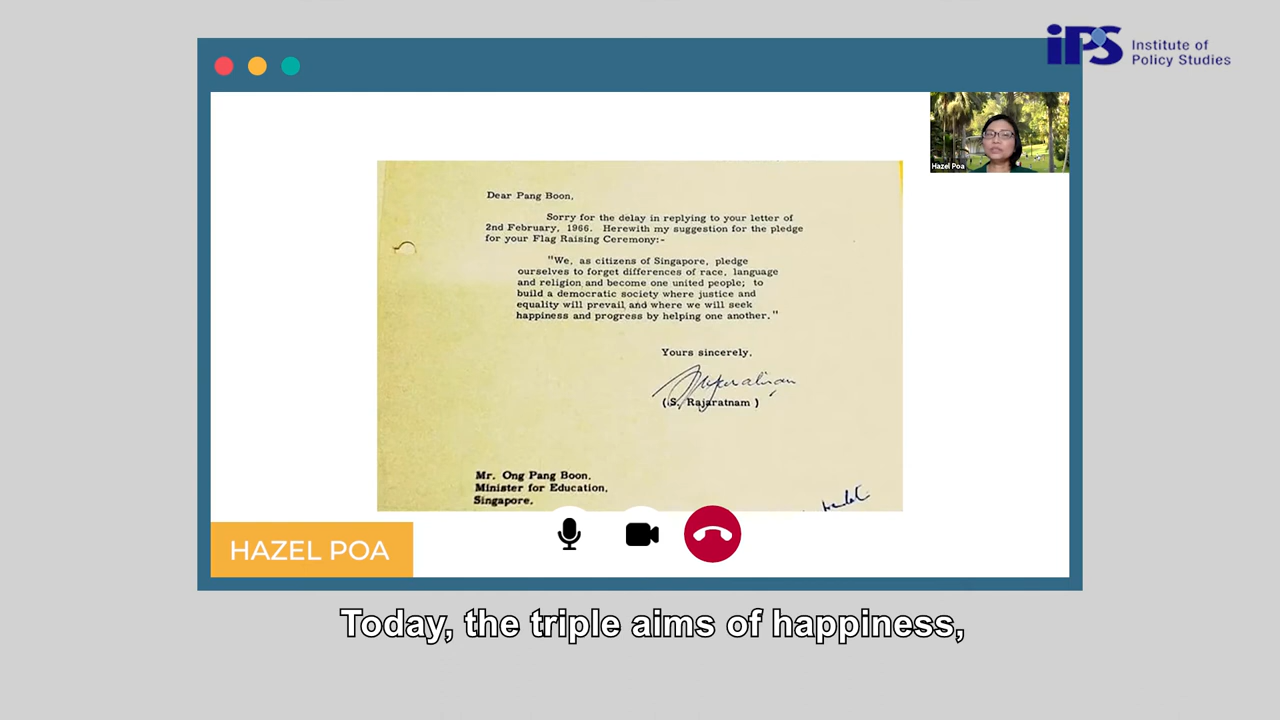 iPS Institute of
Policy Studies
Hazel Poa
Dear Pang Boon,
Sorry for the delay in replying to your letter of
2nd February, 1966. Herewith my suggestion for the pledge
for your Flag Raising Ceremony:-
"We, as citizens of Singapore, pledge
ourselves to forget differences of race, language
and religion and become one united people; to
build a democratic society where justice and
equality will prevail and where we will seek
happiness and progress by helping one another."
Yours sincerely,
(S. Rajaratnam )
Mr. Ong Pang Boon,
Minister for Education,
Singapore.
HAZEL POA
Today, the triple aims of happiness,